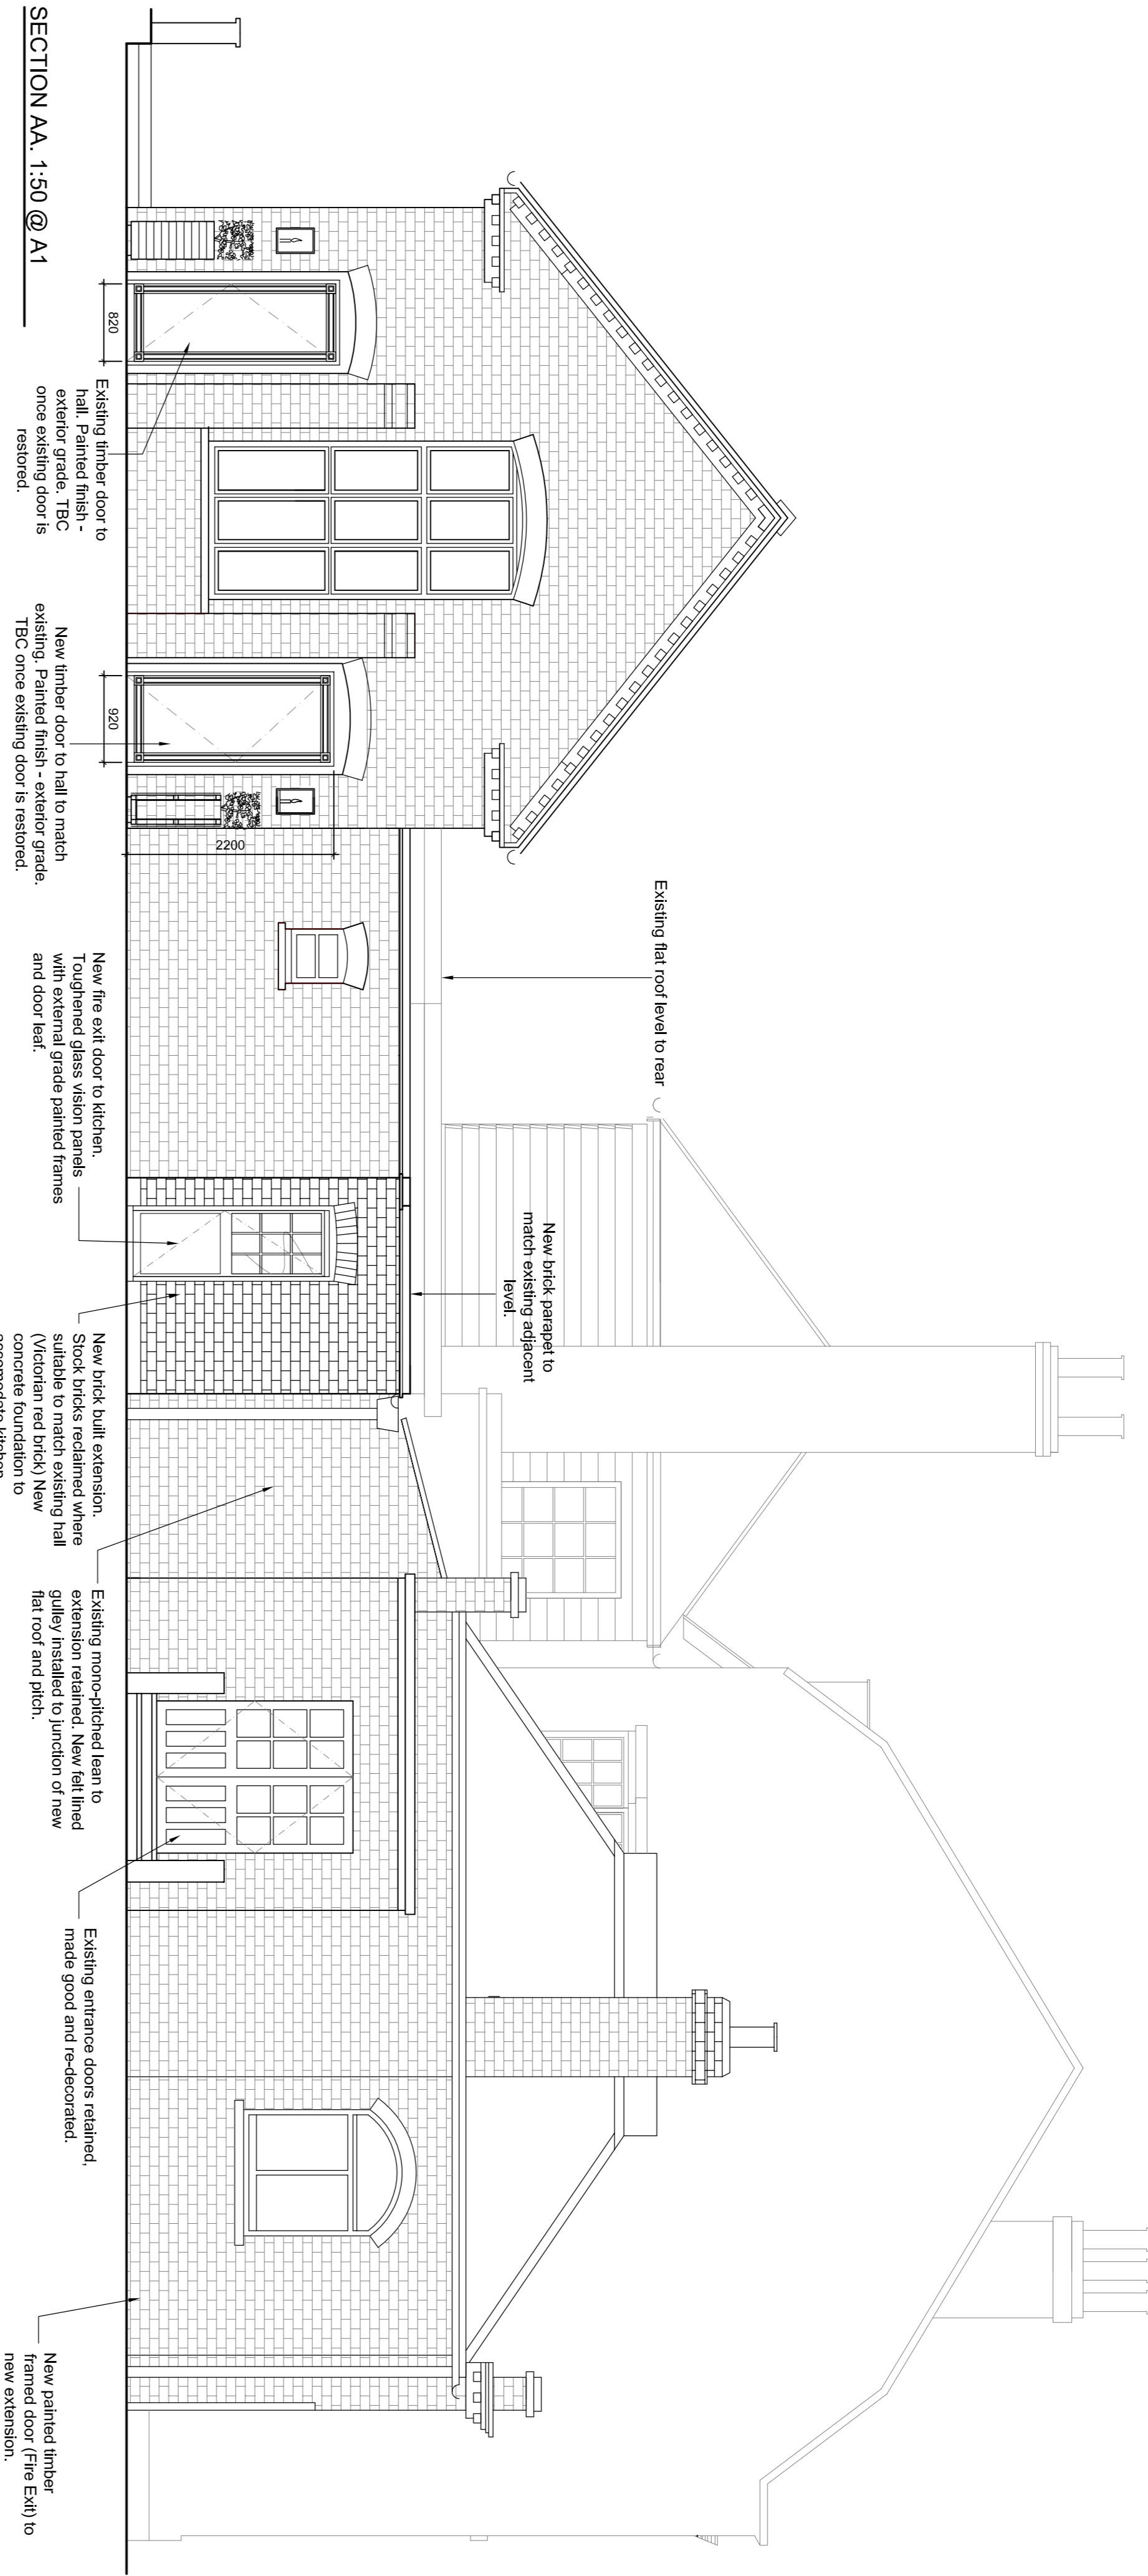 Existing flat roof level to rear
New brick parapet to
match existing adjacent
level.
2200
820
920
Existing timber door to
hall. Painted finish -
exterior grade. TBC
once existing door is
restored.
New timber door to hall to match
existing. Painted finish - exterior grade.
TBC once existing door is restored.
New fire exit door to kitchen.
Toughened glass vision panels
with external grade painted frames
and door leaf.
New brick built extension.
Stock bricks reclaimed where
suitable to match existing hall
(Victorian red brick) New
concrete foundation to
accomodate kitchen
Existing mono-pitched lean to
extension retained. New felt lined
gulley installed to junction of new
flat roof and pitch.
Existing entrance doors retained,
made good and re-decorated.
New painted timber
framed door (Fire Exit) to
new extension.
SECTION AA. 1:50 @ A1